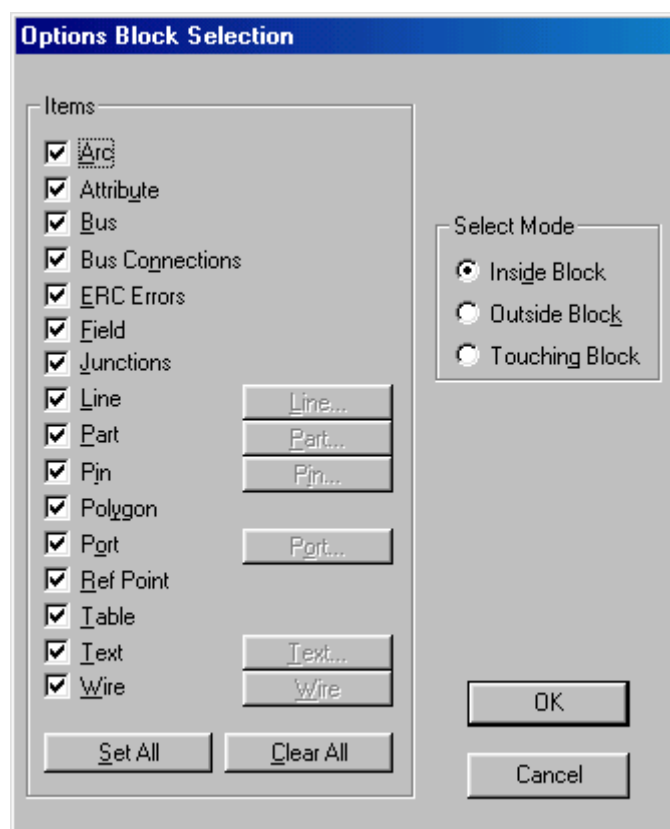 Options Block Selection
Items
Arc
Attribute
Bus
Bus Connections
ERC Errors
Field
Junctions
Line Line...
Part Part...
Pin Pin...
Polygon
Port Port...
Ref Point
Table
Text Text...
Wire Wire
Set All Clear All
Select Mode
Inside Block
Outside Block
Touching Block
OK
Cancel